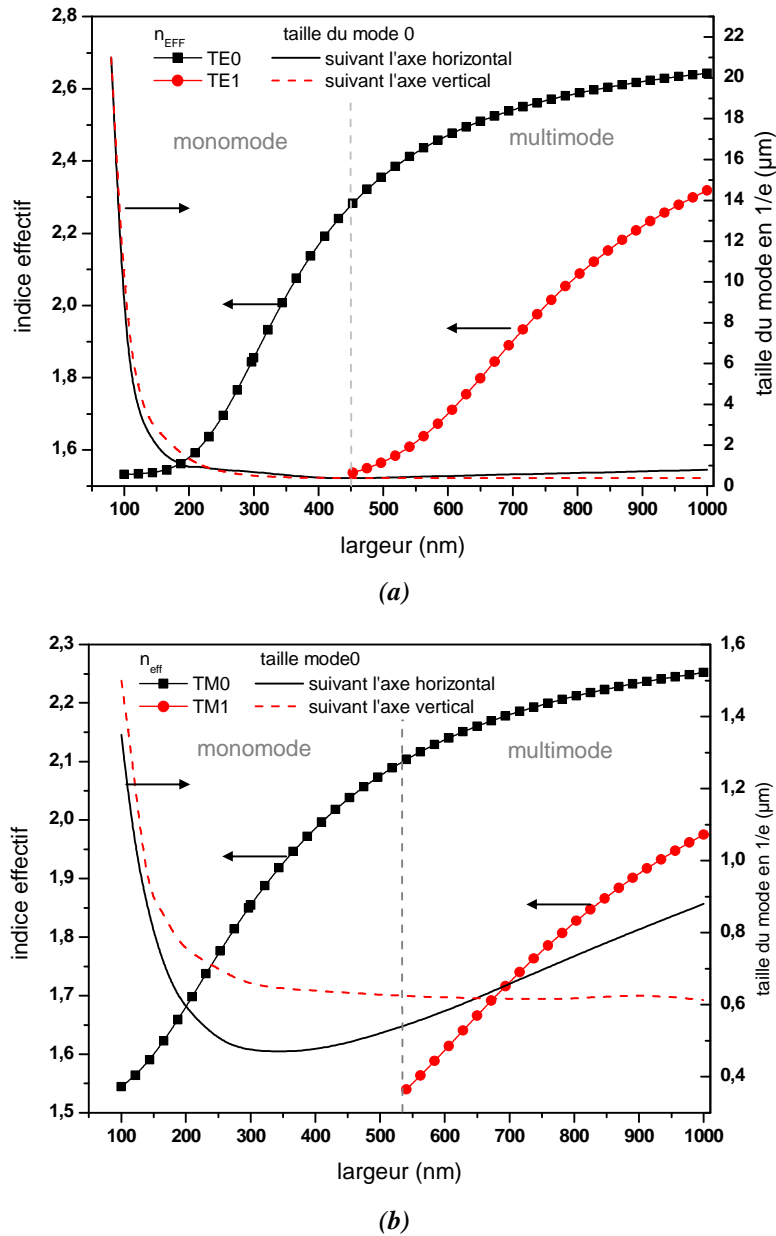 n_EFF taille du mode 0
TE0 suivant l'axe horizontal
TE1 suivant l'axe vertical
monomode multimode
indice effectif
2,8
2,6
2,4
2,2
2,0
1,8
1,6
taille du mode en 1/e (µm)
22
20
18
16
14
12
10
8
6
4
2
0
100 200 300 400 500 600 700 800 900 1000
largeur (nm)
(a)
n_eff taille mode0
TM0 suivant l'axe horizontal
TM1 suivant l'axe vertical
monomode multimode
indice effectif
2,3
2,2
2,1
2,0
1,9
1,8
1,7
1,6
1,5
taille du mode en 1/e (µm)
1,6
1,4
1,2
1,0
0,8
0,6
0,4
100 200 300 400 500 600 700 800 900 1000
largeur (nm)
(b)